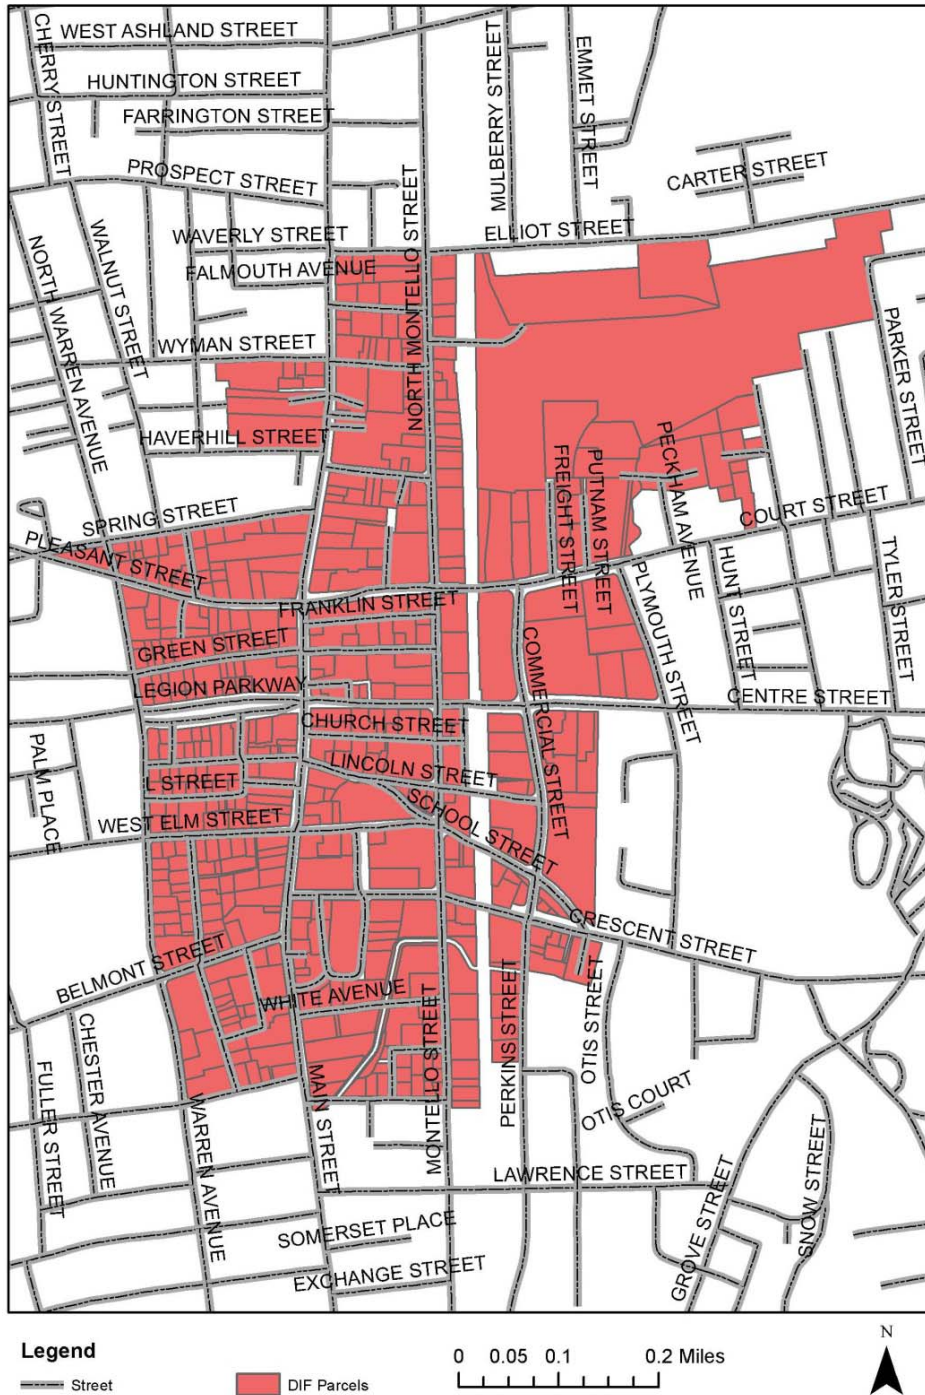 WEST ASHLAND STREET
CHERRY STREET
HUNTINGTON STREET
FARRINGTON STREET
MULBERRY STREET
EMMET STREET
PROSPECT STREET
CARTER STREET
NORTH MONTELLO STREET
WAVERLY STREET
ELLIOT STREET
FALMOUTH AVENUE
NORTH WARREN AVENUE
WALNUT STREET
WYMAN STREET
PARKER STREET
HAVERHILL STREET
FREIGHT STREET
PUTNAM STREET
PECKHAM AVENUE
SPRING STREET
COURT STREET
PLEASANT STREET
FRANKLIN STREET
PLYMOUTH STREET
HUNT STREET
TYLER STREET
GREEN STREET
COMMERCIAL STREET
LEGION PARKWAY
CENTRE STREET
CHURCH STREET
PALM PLACE
L STREET
LINCOLN STREET
SCHOOL STREET
WEST ELM STREET
CRESCENT STREET
BELMONT STREET
WHITE AVENUE
MONTELLO STREET
PERKINS STREET
OTIS STREET
CHESTER AVENUE
FULLER STREET
MAIN STREET
WARREN AVENUE
OTIS COURT
LAWRENCE STREET
GROVE STREET
SNOW STREET
SOMERSET PLACE
EXCHANGE STREET
Legend
Street
DIF Parcels
0 0.05 0.1 0.2 Miles
N